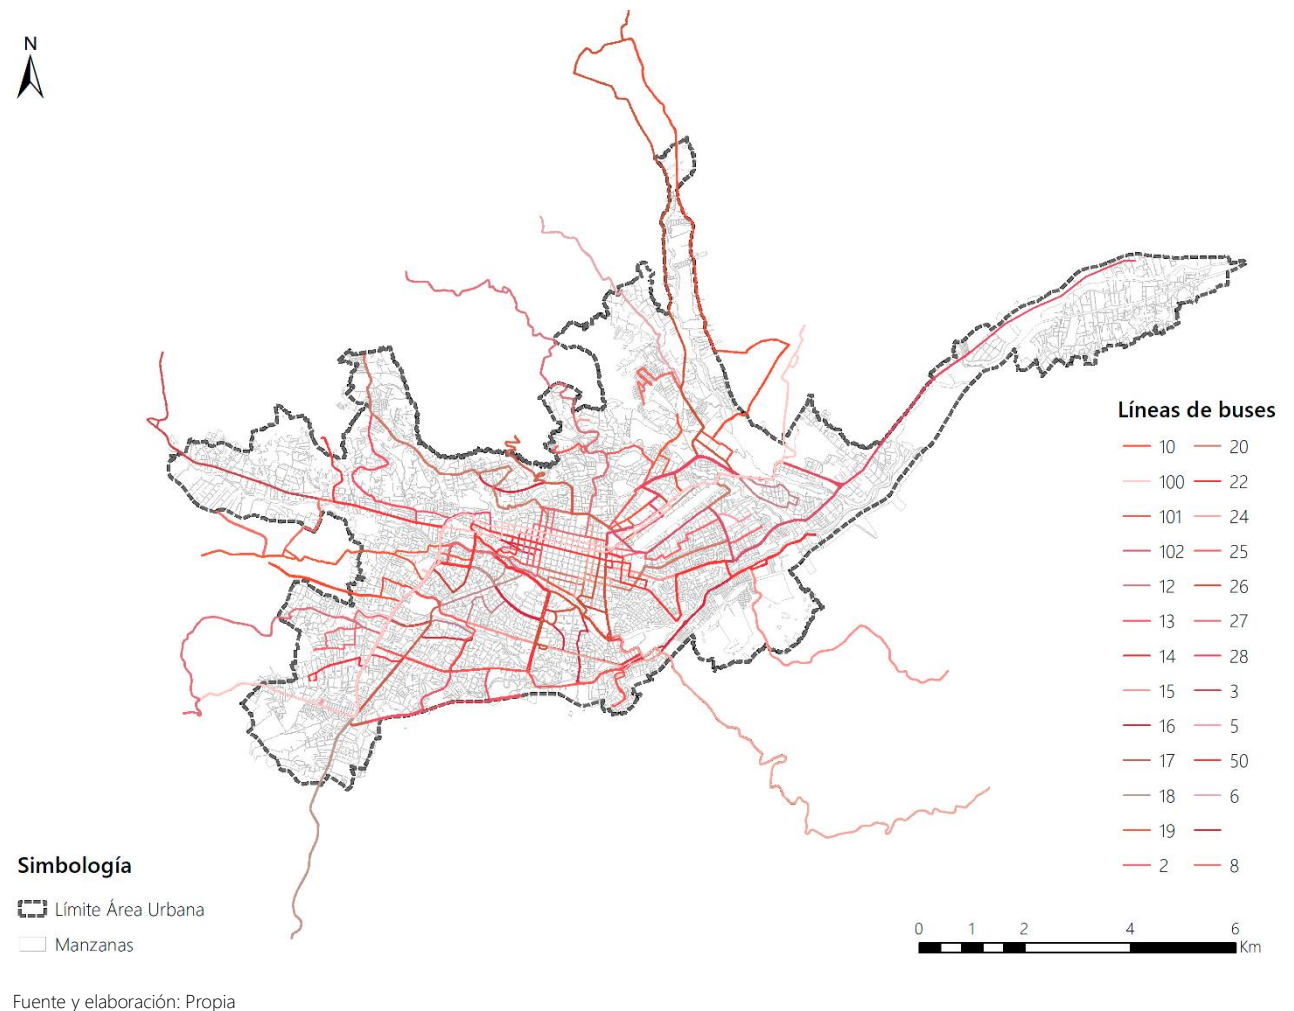 N
Líneas de buses
10 20
100 22
101 24
102 25
12 26
13 27
14 28
15 3
16 5
17 50
18 6
19
2 8
Simbología
Límite Área Urbana
Manzanas
0 1 2 4 6
Km
Fuente y elaboración: Propia